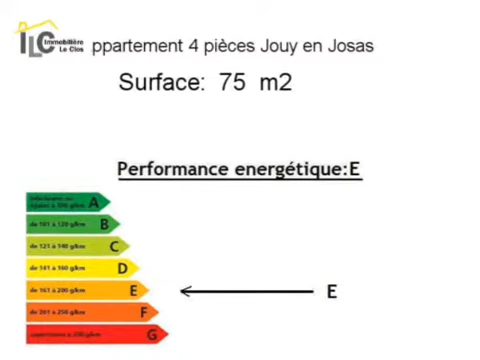 ILC Immobilière Le Clos
ppartement 4 pièces Jouy en Josas
Surface: 75 m2
Performance energétique:E
A
de 101 à 120 g/km B
de 121 à 140 g/km C
de 141 à 160 g/km D
de 161 à 200 g/km E
E
de 201 à 250 g/km F
G